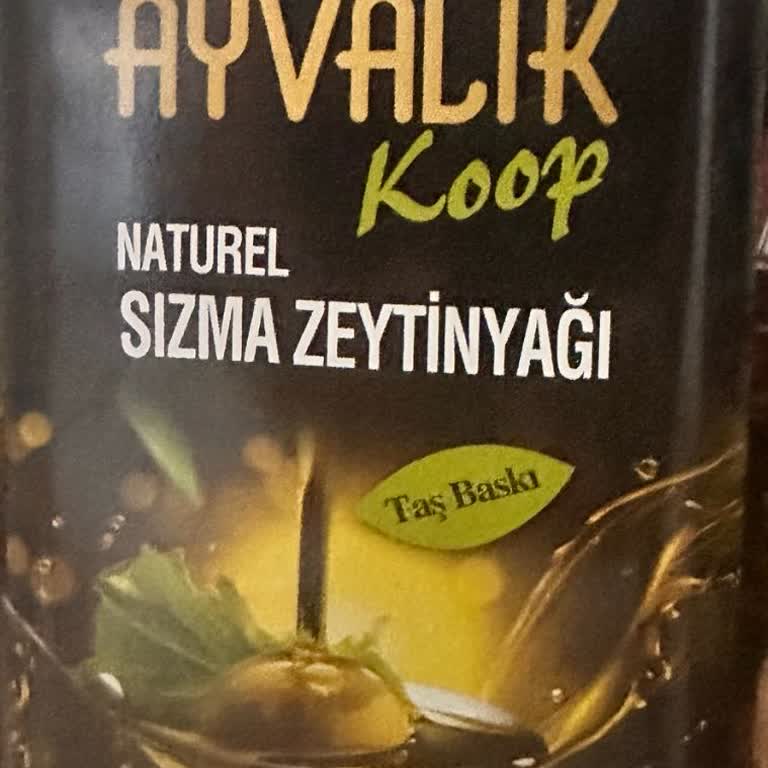 AYVALIK
Koop
NATUREL
SIZMA ZEYTİNYAĞI
Taş Baskı